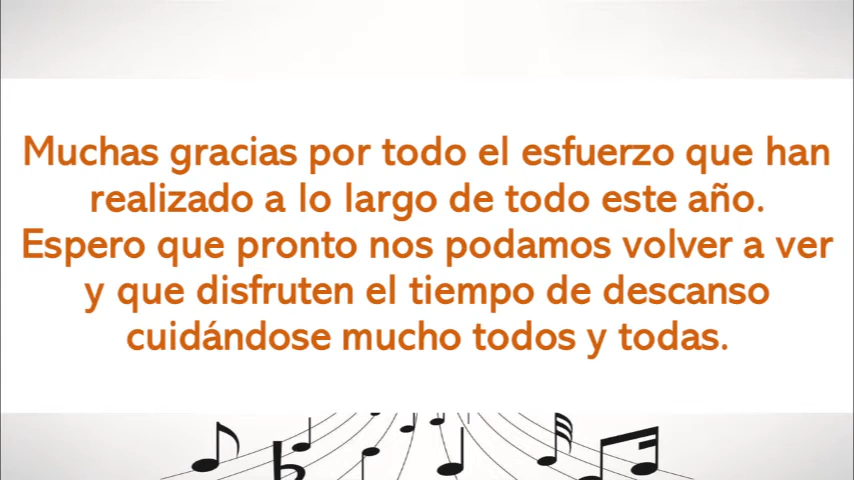 Muchas gracias por todo el esfuerzo que han
realizado a lo largo de todo este año.
Espero que pronto nos podamos volver a ver
y que disfruten el tiempo de descanso
cuidándose mucho todos y todas.